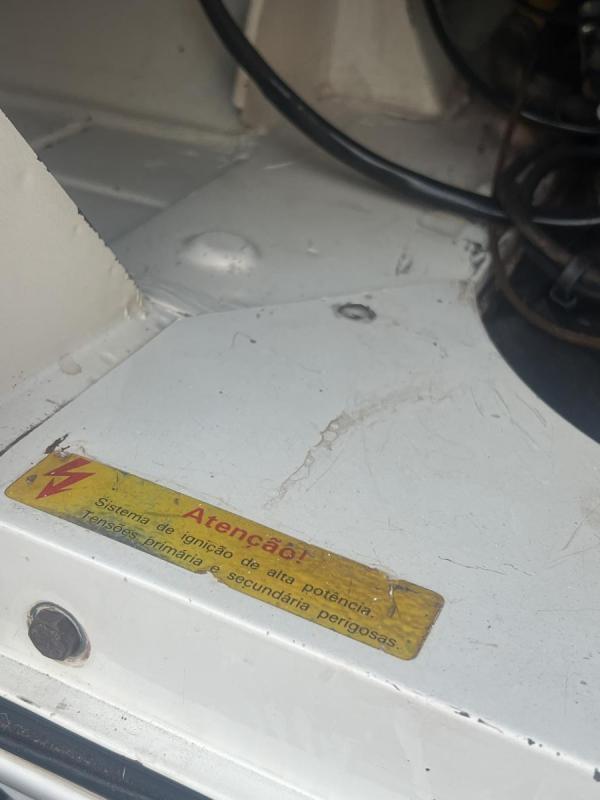 Atenção!
Sistema de ignição de alta potência.
Tensões primária e secundária perigosas.